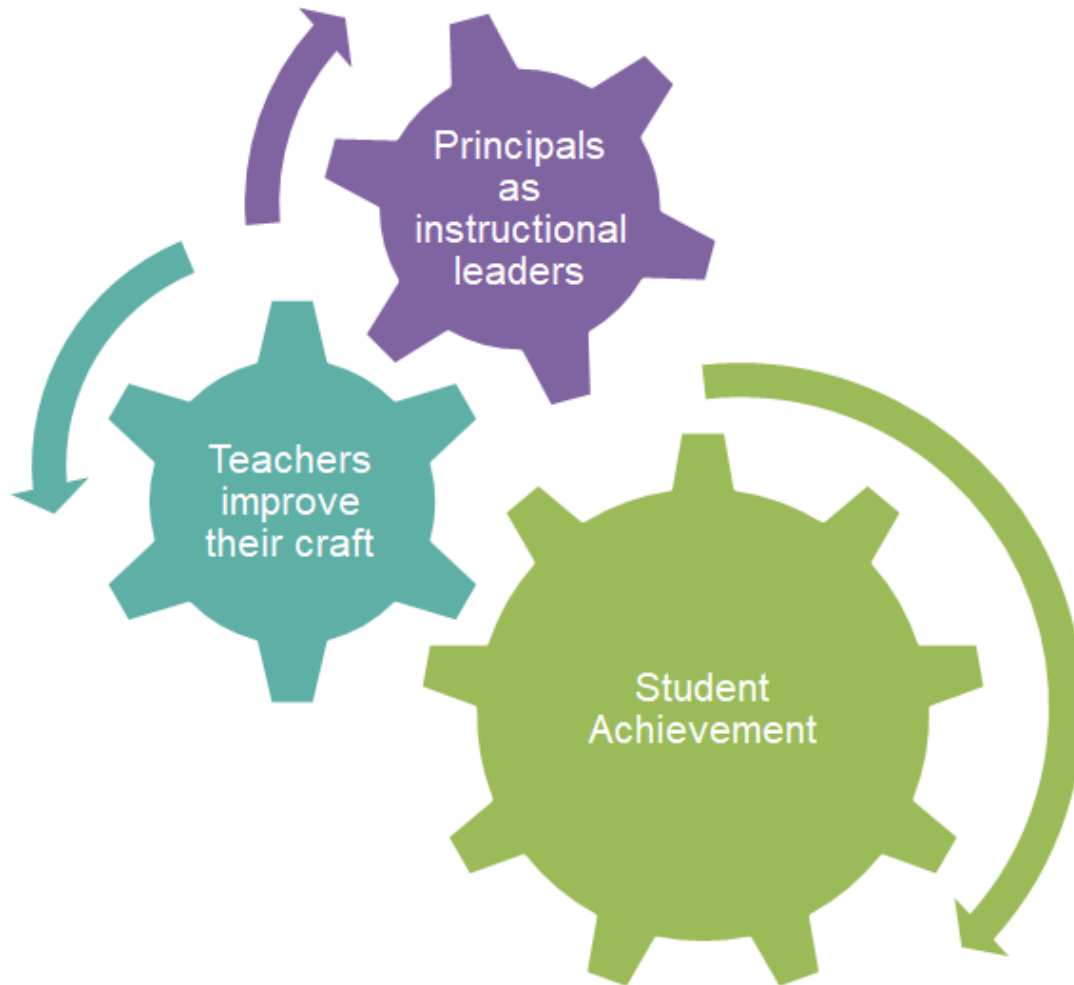 Principals
as
instructional
leaders
Teachers
improve
their craft
Student
Achievement